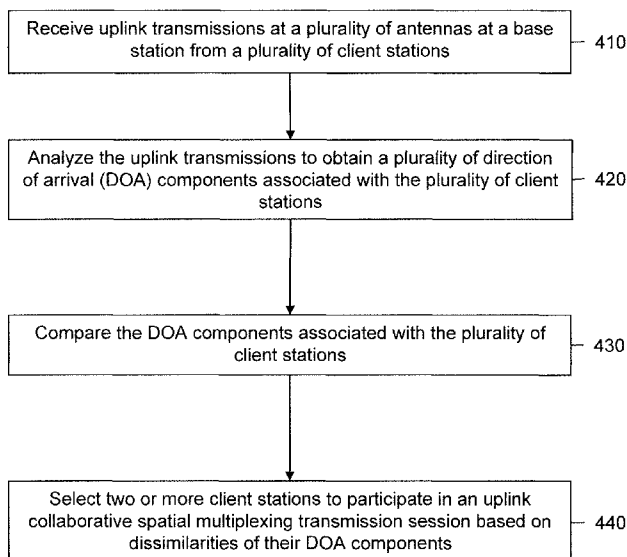 Receive uplink transmissions at a plurality of antennas at a base
station from a plurality of client stations
410
Analyze the uplink transmissions to obtain a plurality of direction
of arrival (DOA) components associated with the plurality of client
stations
420
Compare the DOA components associated with the plurality of
client stations
430
Select two or more client stations to participate in an uplink
collaborative spatial multiplexing transmission session based on
dissimilarities of their DOA components
440